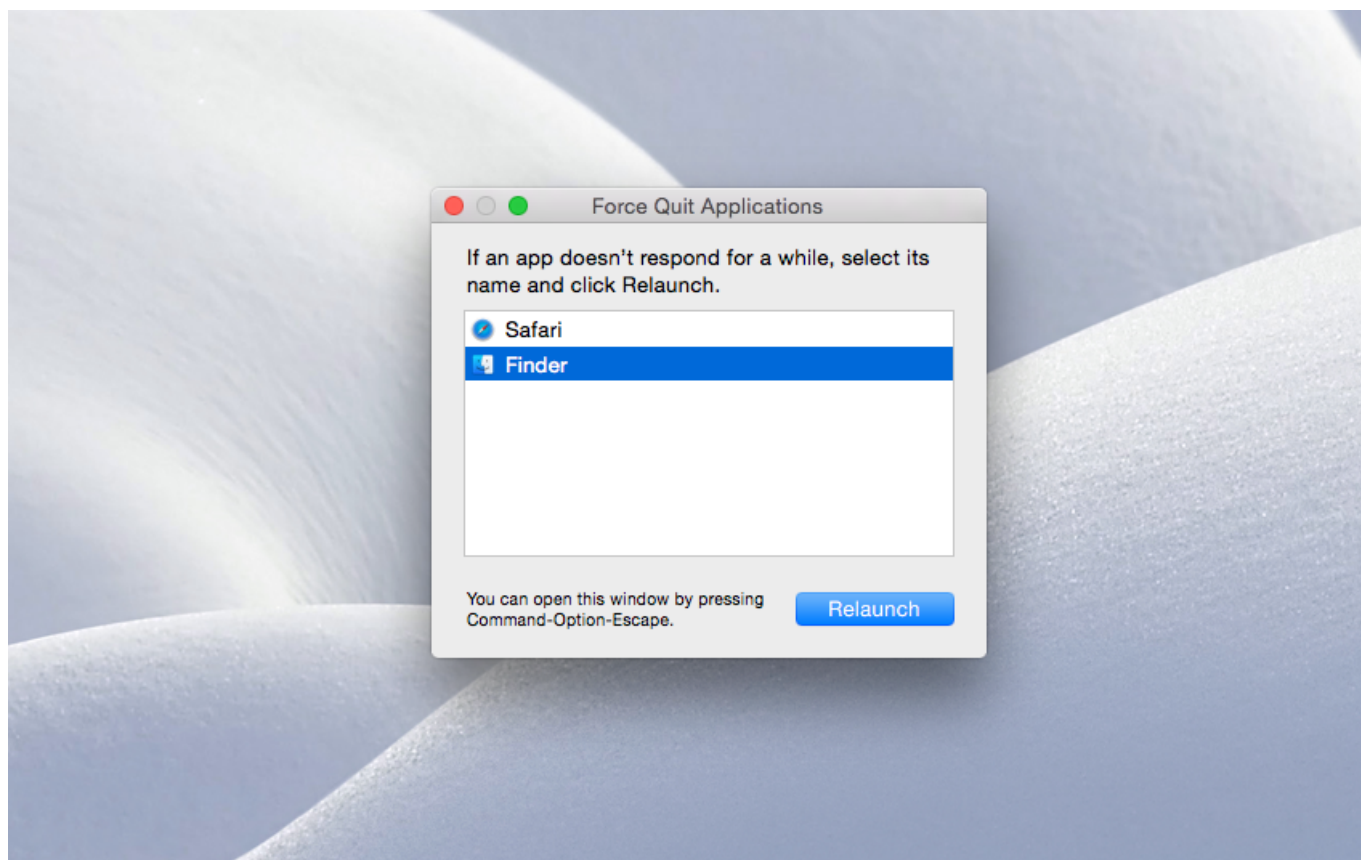 Force Quit Applications
If an app doesn't respond for a while, select its
name and click Relaunch.
Safari
Finder
You can open this window by pressing
Command-Option-Escape.
Relaunch